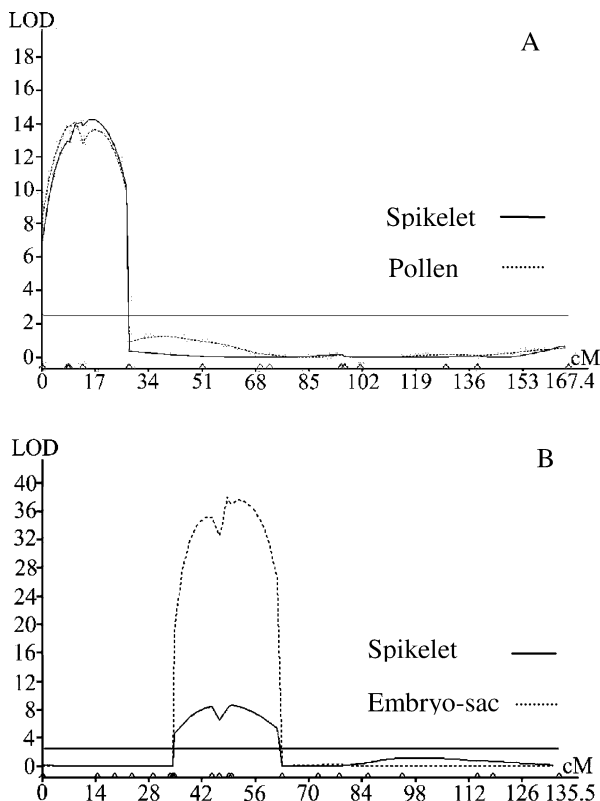 LOD
A
18
16
14
12
10
8
6
4
2
0
Spikelet
Pollen
cM
0 17 34 51 68 85 102 119 136 153 167.4
LOD
B
40
36
32
28
24
20
16
12
8
4
0
Spikelet
Embryo-sac
cM
0 14 28 42 56 70 84 98 112 126 135.5